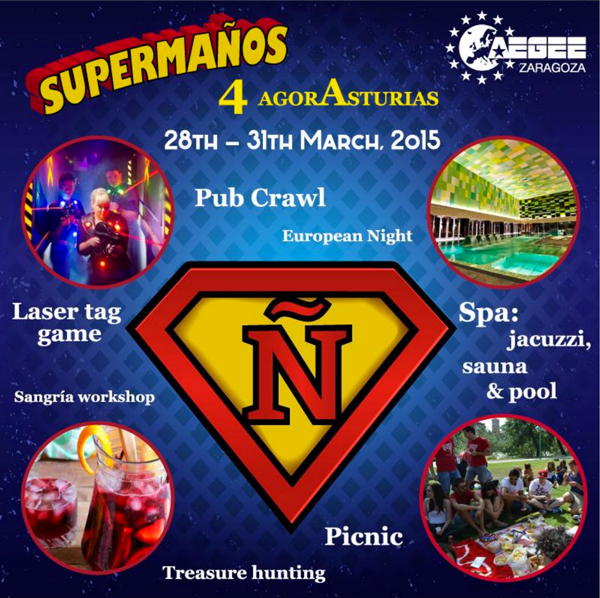 SUPERMAÑOS
AEGEE
ZARAGOZA
4 AGORASTURIAS
28TH – 31TH MARCH, 2015
Pub Crawl
European Night
Laser tag
game
Spa:
jacuzzi,
sauna
& pool
Ñ
Sangría workshop
Picnic
Treasure hunting